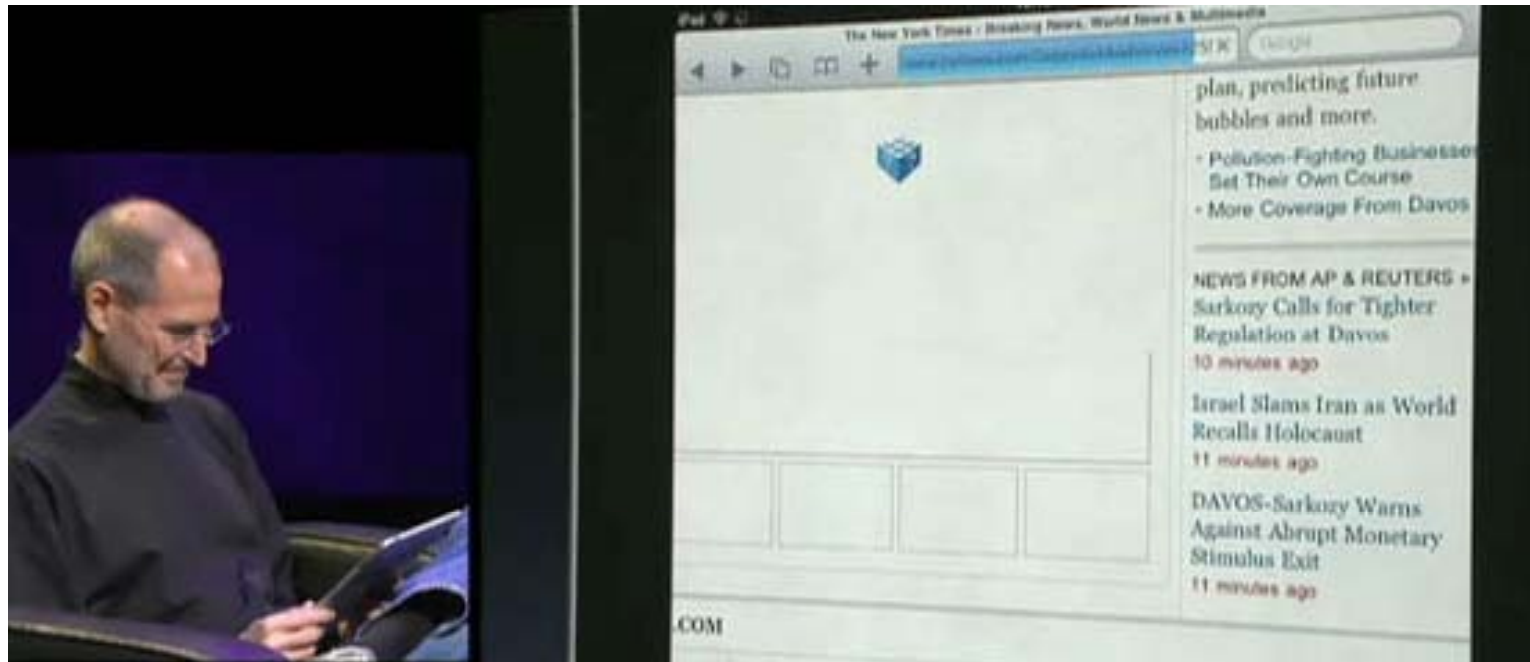 iPad
The New York Times - Breaking News, World News & Multimedia
Google
plan, predicting future
bubbles and more.
• Pollution-Fighting Businesses
Set Their Own Course
• More Coverage From Davos
NEWS FROM AP & REUTERS »
Sarkozy Calls for Tighter
Regulation at Davos
10 minutes ago
Israel Slams Iran as World
Recalls Holocaust
11 minutes ago
DAVOS-Sarkozy Warns
Against Abrupt Monetary
Stimulus Exit
11 minutes ago
.COM